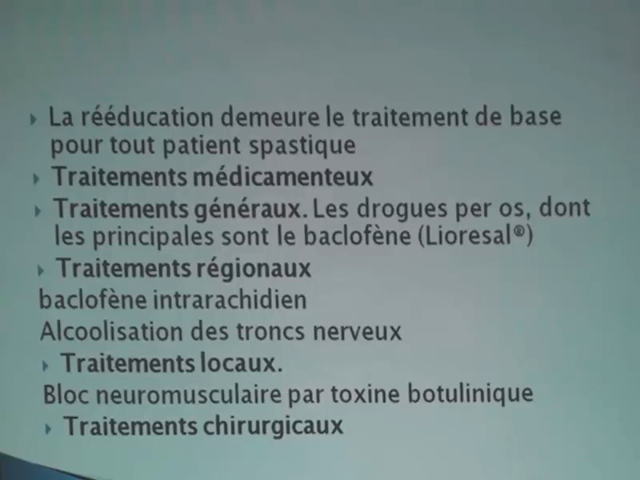 La rééducation demeure le traitement de base
pour tout patient spastique
Traitements médicamenteux
Traitements généraux. Les drogues per os, dont
les principales sont le baclofène (Lioresal®)
Traitements régionaux
baclofène intrarachidien
Alcoolisation des troncs nerveux
Traitements locaux.
Bloc neuromusculaire par toxine botulinique
Traitements chirurgicaux